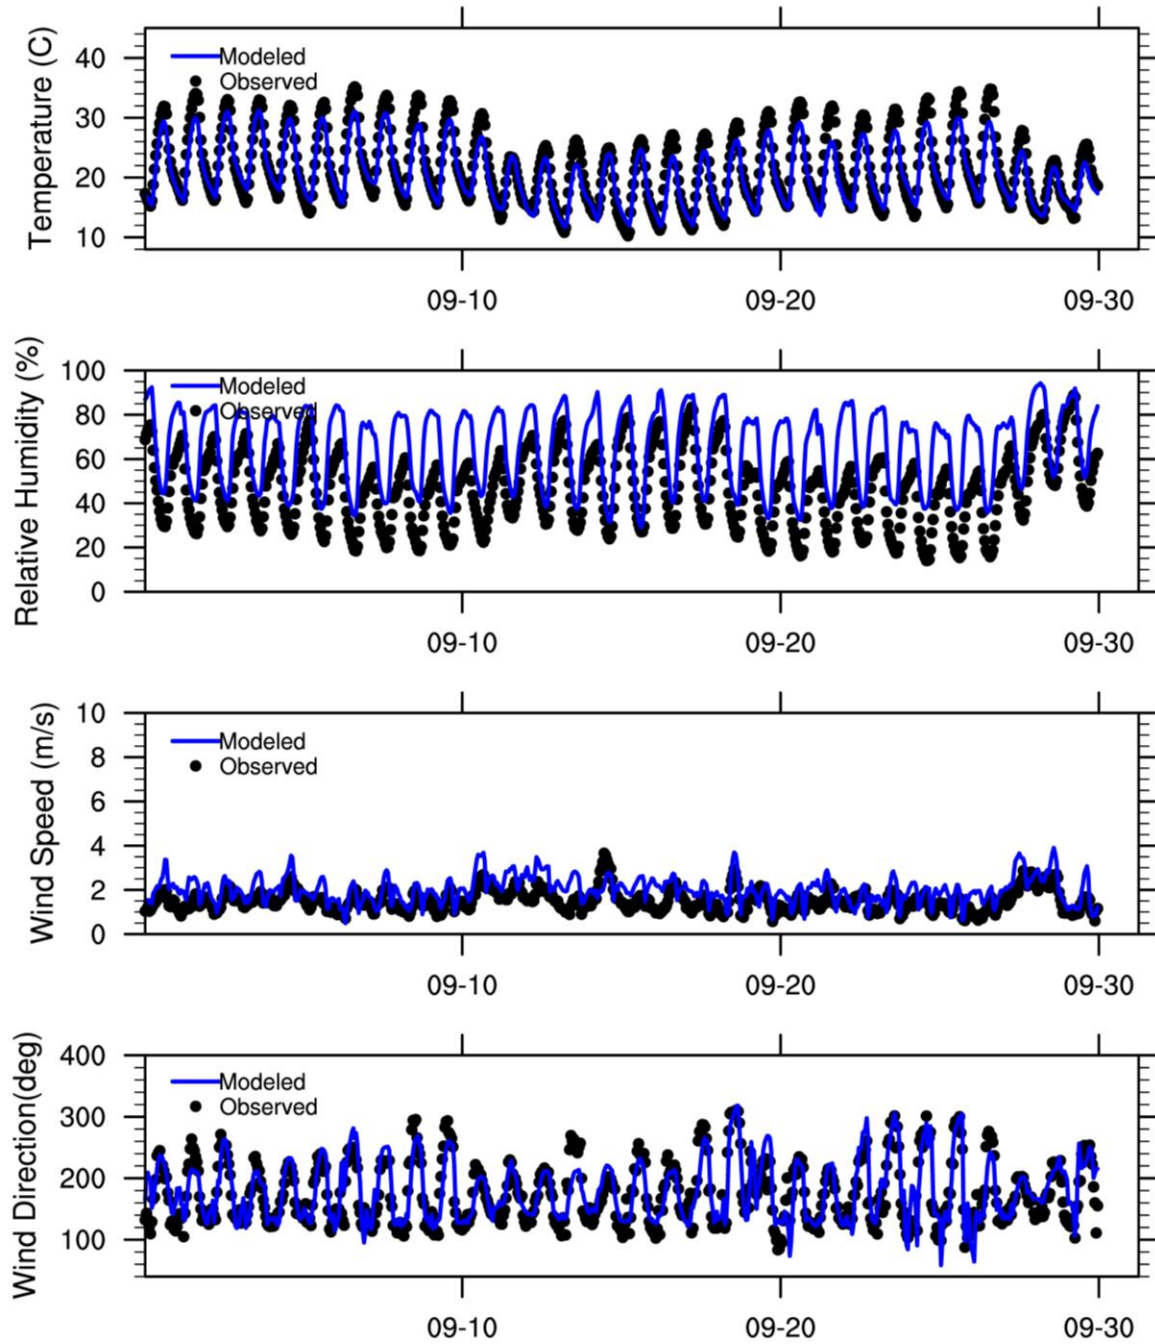 Temperature (C)
40
30
20
10
Modeled
Observed
09-10
09-20
09-30
Relative Humidity (%)
100
80
60
40
20
0
Modeled
Observed
09-10
09-20
09-30
Wind Speed (m/s)
10
8
6
4
2
0
Modeled
Observed
09-10
09-20
09-30
Wind Direction(deg)
400
300
200
100
Modeled
Observed
09-10
09-20
09-30